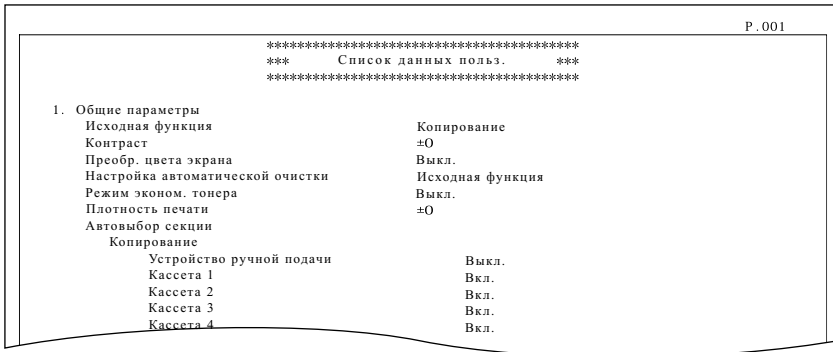 P.001
******************************************
*** Список данных польз. ***
******************************************
1. Общие параметры
Исходная функция Копирование
Контраст ±0
Преобр. цвета экрана Выкл.
Настройка автоматической очистки Исходная функция
Режим эконом. тонера Выкл.
Плотность печати ±0
Автовыбор секции
Копирование
Устройство ручной подачи Выкл.
Кассета 1 Вкл.
Кассета 2 Вкл.
Кассета 3 Вкл.
Кассета 4 Вкл.